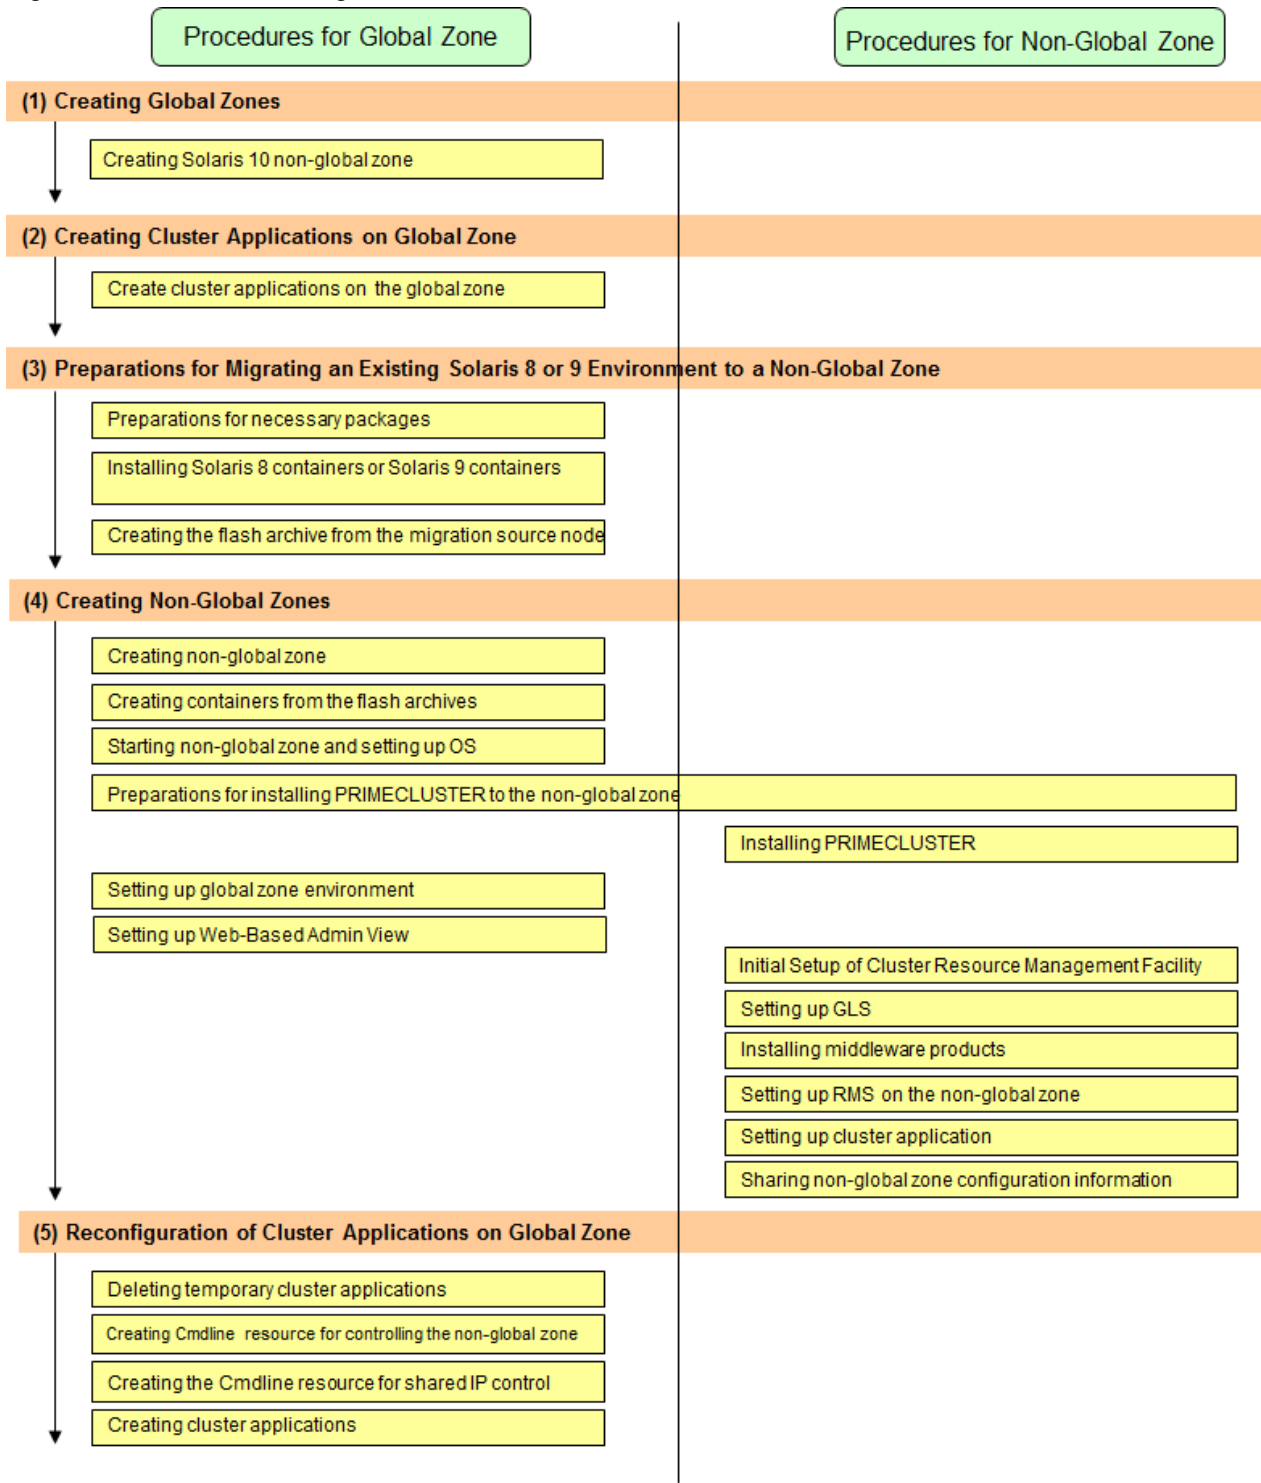 Procedures for Global Zone
Procedures for Non-Global Zone
(1) Creating Global Zones
Creating Solaris 10 non-global zone
(2) Creating Cluster Applications on Global Zone
Create cluster applications on the global zone
(3) Preparations for Migrating an Existing Solaris 8 or 9 Environment to a Non-Global Zone
Preparations for necessary packages
Installing Solaris 8 containers or Solaris 9 containers
Creating the flash archive from the migration source node
(4) Creating Non-Global Zones
Creating non-global zone
Creating containers from the flash archives
Starting non-global zone and setting up OS
Preparations for installing PRIMECLUSTER to the non-global zone
Installing PRIMECLUSTER
Setting up global zone environment
Setting up Web-Based Admin View
Initial Setup of Cluster Resource Management Facility
Setting up GLS
Installing middleware products
Setting up RMS on the non-global zone
Setting up cluster application
Sharing non-global zone configuration information
(5) Reconfiguration of Cluster Applications on Global Zone
Deleting temporary cluster applications
Creating Cmdline resource for controlling the non-global zone
Creating the Cmdline resource for shared IP control
Creating cluster applications